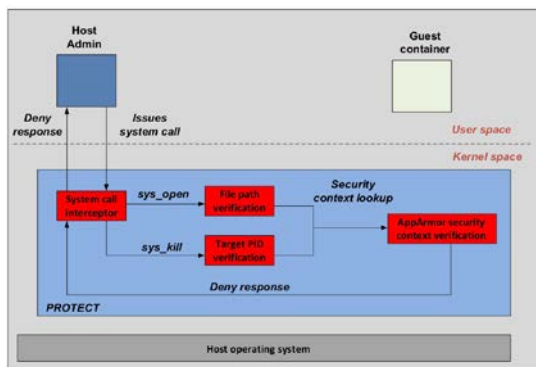 Host
Admin
Guest
container
Deny
response
Issues
system call
User space
Kernel space
System call
interceptor
sys_open
File path
verification
Security
context lookup
AppArmor security
context verification
sys_kill
Target PID
verification
Deny response
PROTECT
Host operating system